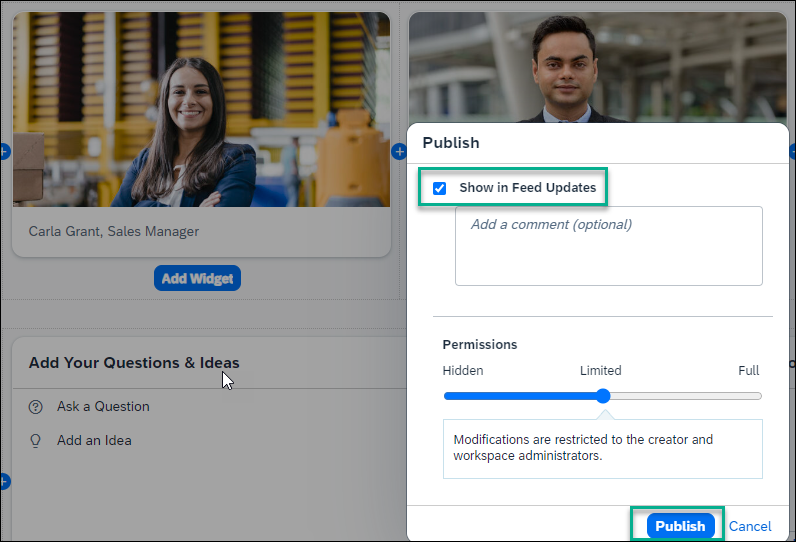 Carla Grant, Sales Manager
Add Widget
Add Your Questions & Ideas
Ask a Question
Add an Idea
Publish
Show in Feed Updates
Add a comment (optional)
Permissions
Hidden
Limited
Full
Modifications are restricted to the creator and
workspace administrators.
Publish
Cancel